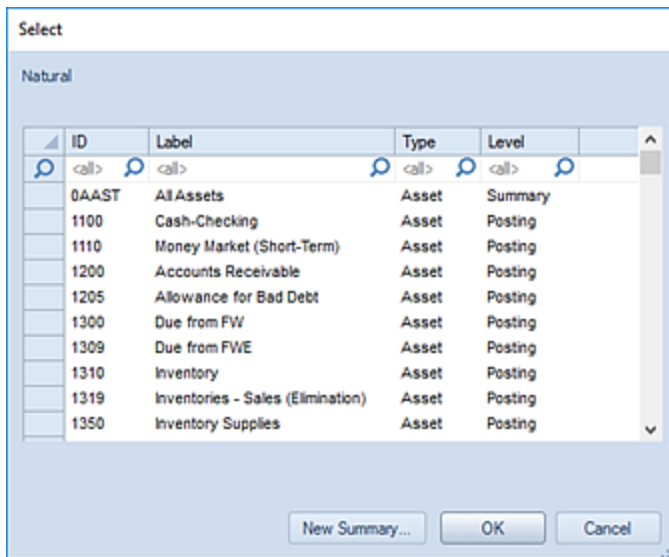 Select
Natural
ID Label Type Level
<all> <all> <all> <all>
0AAST All Assets Asset Summary
1100 Cash-Checking Asset Posting
1110 Money Market (Short-Term) Asset Posting
1200 Accounts Receivable Asset Posting
1205 Allowance for Bad Debt Asset Posting
1300 Due from FW Asset Posting
1309 Due from FWE Asset Posting
1310 Inventory Asset Posting
1319 Inventories - Sales (Elimination) Asset Posting
1350 Inventory Supplies Asset Posting
New Summary... OK Cancel